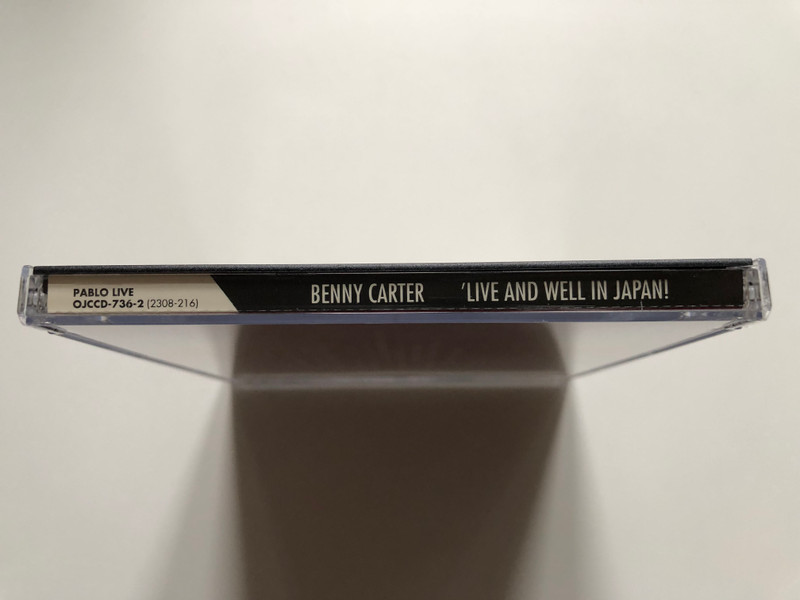 PABLO LIVE
OJCCD-736-2 (2308-216)
BENNY CARTER 'LIVE AND WELL IN JAPAN!